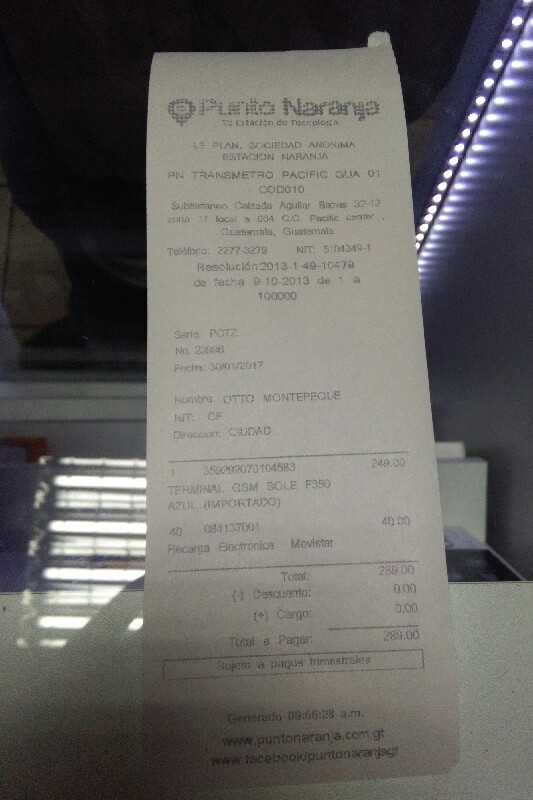 Punto Naranja
Tu Estación de Tecnología
L3 PLAN, SOCIEDAD ANONIMA
ESTACION NARANJA
PN TRANSMETRO PACIFIC GUA 01
COD010
Subterraneo Calzada Aguilar Batres 32-12
zona 11 local s 034 C.C. Pacific center ,
Guatemala, Guatemala
Teléfono: 2277-3279 NIT: 5104349-1
Resolución 2013-1-49-10479
de fecha 9-10-2013 de 1 a
100000
Serie: PCTZ
No. 23998
Fecha: 30/01/2017
Nombre: OTTO MONTEPEQUE
NIT: CF
Direccion: CIUDAD
1 359292070104583 249.00
TERMINAL GSM SOLE F350
AZUL (IMPORTADO)
40 084137001 40.00
Recarga Electrónica Movistar
Total: 289.00
(-) Descuento: 0.00
(+) Cargo: 0.00
Total a Pagar: 289.00
Sujeto a pagos trimestrales
Generado 09:56:28 a.m.
www.puntonaranja.com.gt
www.facebook/puntonaranjagt